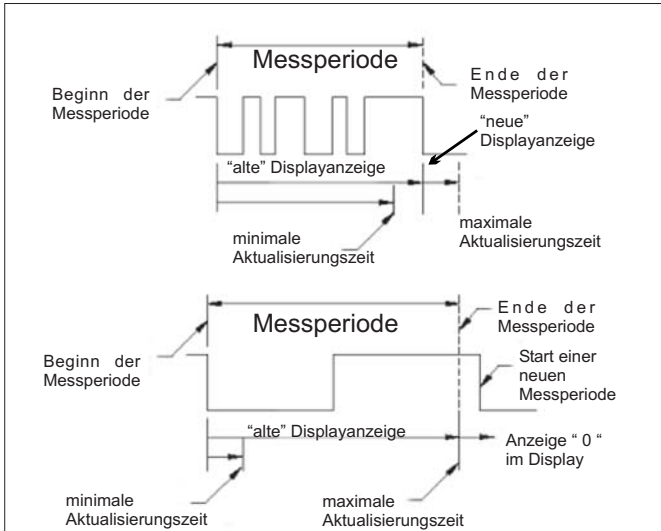 Messperiode
Beginn der
Messperiode
Ende der
Messperiode
“neue”
Displayanzeige
“alte” Displayanzeige
minimale
Aktualisierungszeit
maximale
Aktualisierungszeit
Messperiode
Ende der
Messperiode
Beginn der
Messperiode
Start einer
neuen
Messperiode
“alte” Displayanzeige
Anzeige “ 0 “
im Display
minimale
Aktualisierungszeit
maximale
Aktualisierungszeit